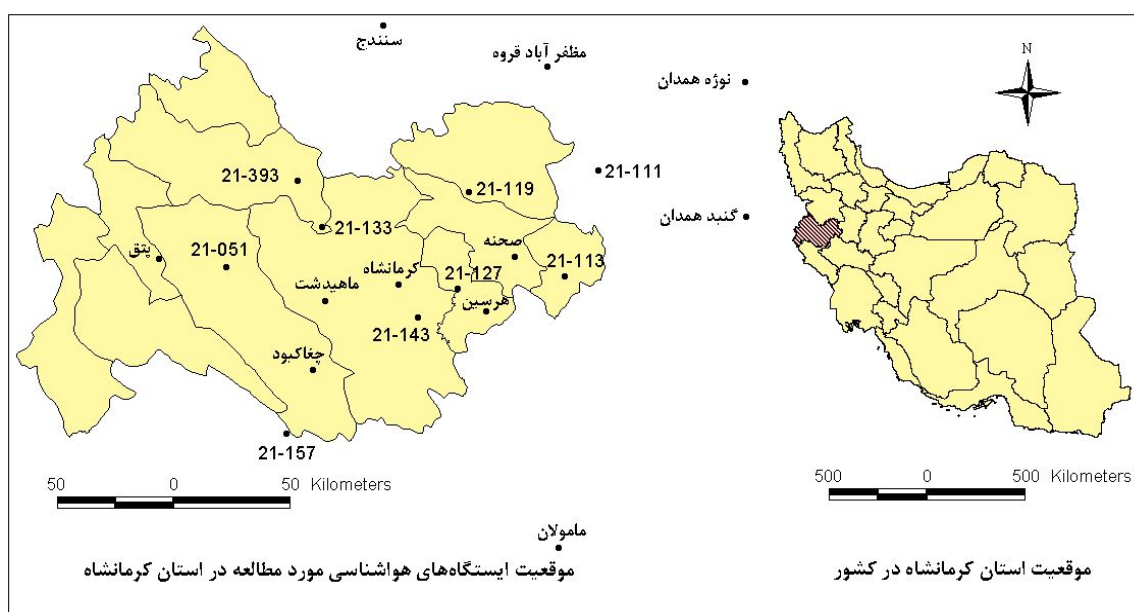 سنندج
مظفر آباد قروه
نوژه همدان
N
21-111
21-393
21-119
گنبد همدان
21-133
صحنه
پتق
21-051
21-113
کرمانشاه
21-127
ماهیدشت
هرسین
21-143
چغاکبود
21-157
50 0 50 Kilometers
500 0 500 Kilometers
مامولان
موقعیت ایستگاه‌های هواشناسی مورد مطالعه در استان کرمانشاه
موقعیت استان کرمانشاه در کشور